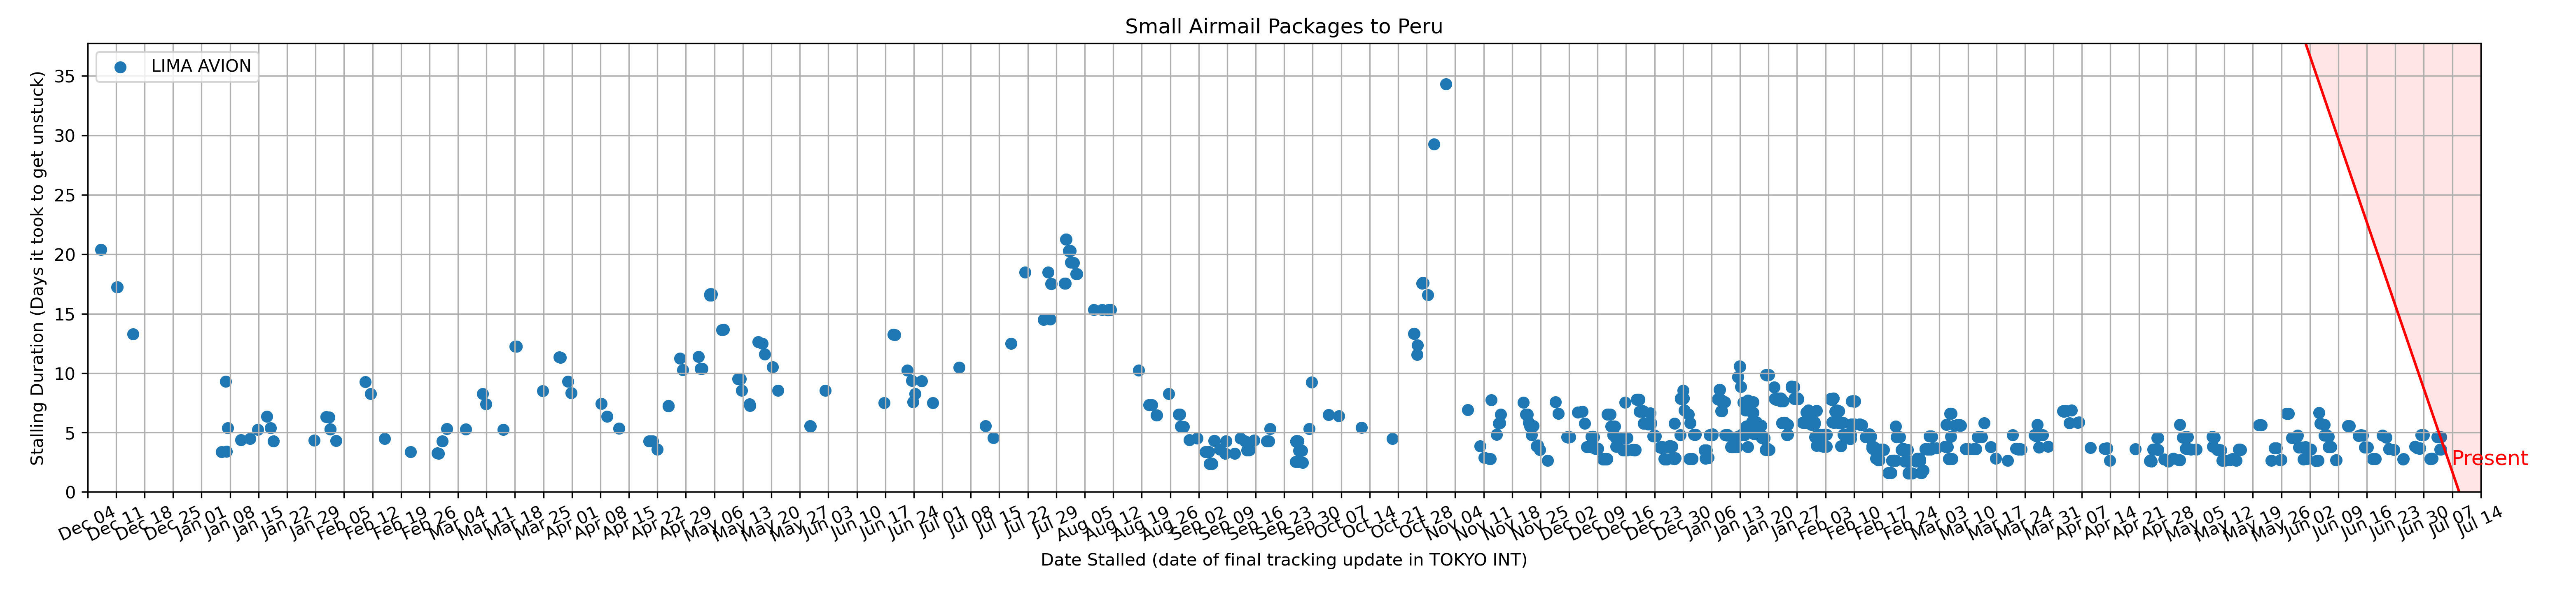 Small Airmail Packages to Peru
LIMA AVION
35
30
25
20
15
10
5
0
Stalling Duration (Days it took to get unstuck)
Present
Dec 04 Dec 11 Dec 18 Dec 25 Jan 01 Jan 08 Jan 15 Jan 22 Jan 29 Feb 05 Feb 12 Feb 19 Feb 26 Mar 04 Mar 11 Mar 18 Mar 25 Apr 01 Apr 08 Apr 15 Apr 22 Apr 29 May 06 May 13 May 20 May 27 Jun 03 Jun 10 Jun 17 Jun 24 Jul 01 Jul 08 Jul 15 Jul 22 Jul 29 Aug 05 Aug 12 Aug 19 Aug 26 Sep 02 Sep 09 Sep 16 Sep 23 Sep 30 Oct 07 Oct 14 Oct 21 Oct 28 Nov 04 Nov 11 Nov 18 Nov 25 Dec 02 Dec 09 Dec 16 Dec 23 Dec 30 Jan 06 Jan 13 Jan 20 Jan 27 Feb 03 Feb 10 Feb 17 Feb 24 Mar 03 Mar 10 Mar 17 Mar 24 Mar 31 Apr 07 Apr 14 Apr 21 Apr 28 May 05 May 12 May 19 May 26 Jun 02 Jun 09 Jun 16 Jun 23 Jun 30 Jul 07 Jul 14
Date Stalled (date of final tracking update in TOKYO INT)